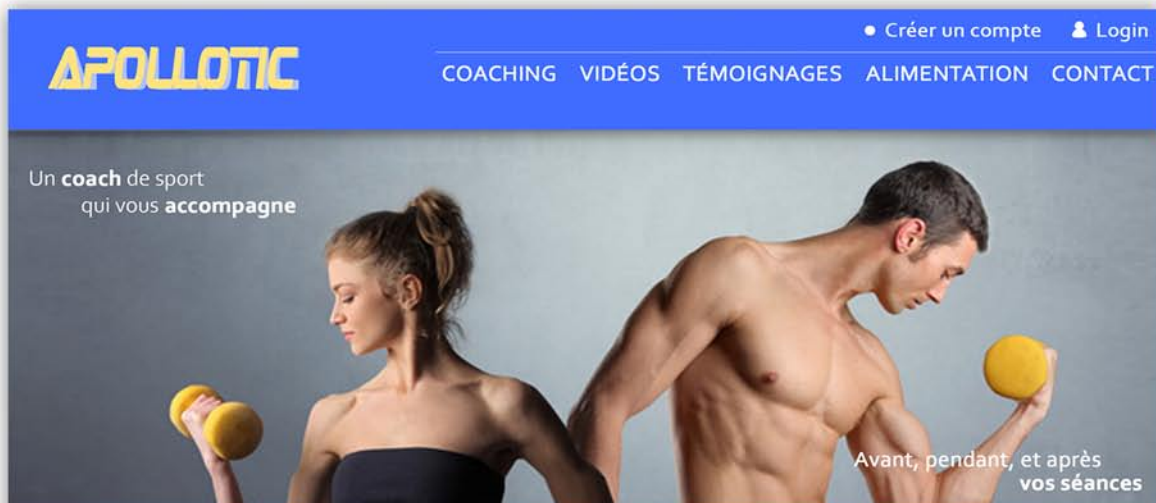 Créer un compte
Login
APOLLOTIC
COACHING VIDÉOS TÉMOIGNAGES ALIMENTATION CONTACT
Un coach de sport
qui vous accompagne
Avant, pendant, et après
vos séances